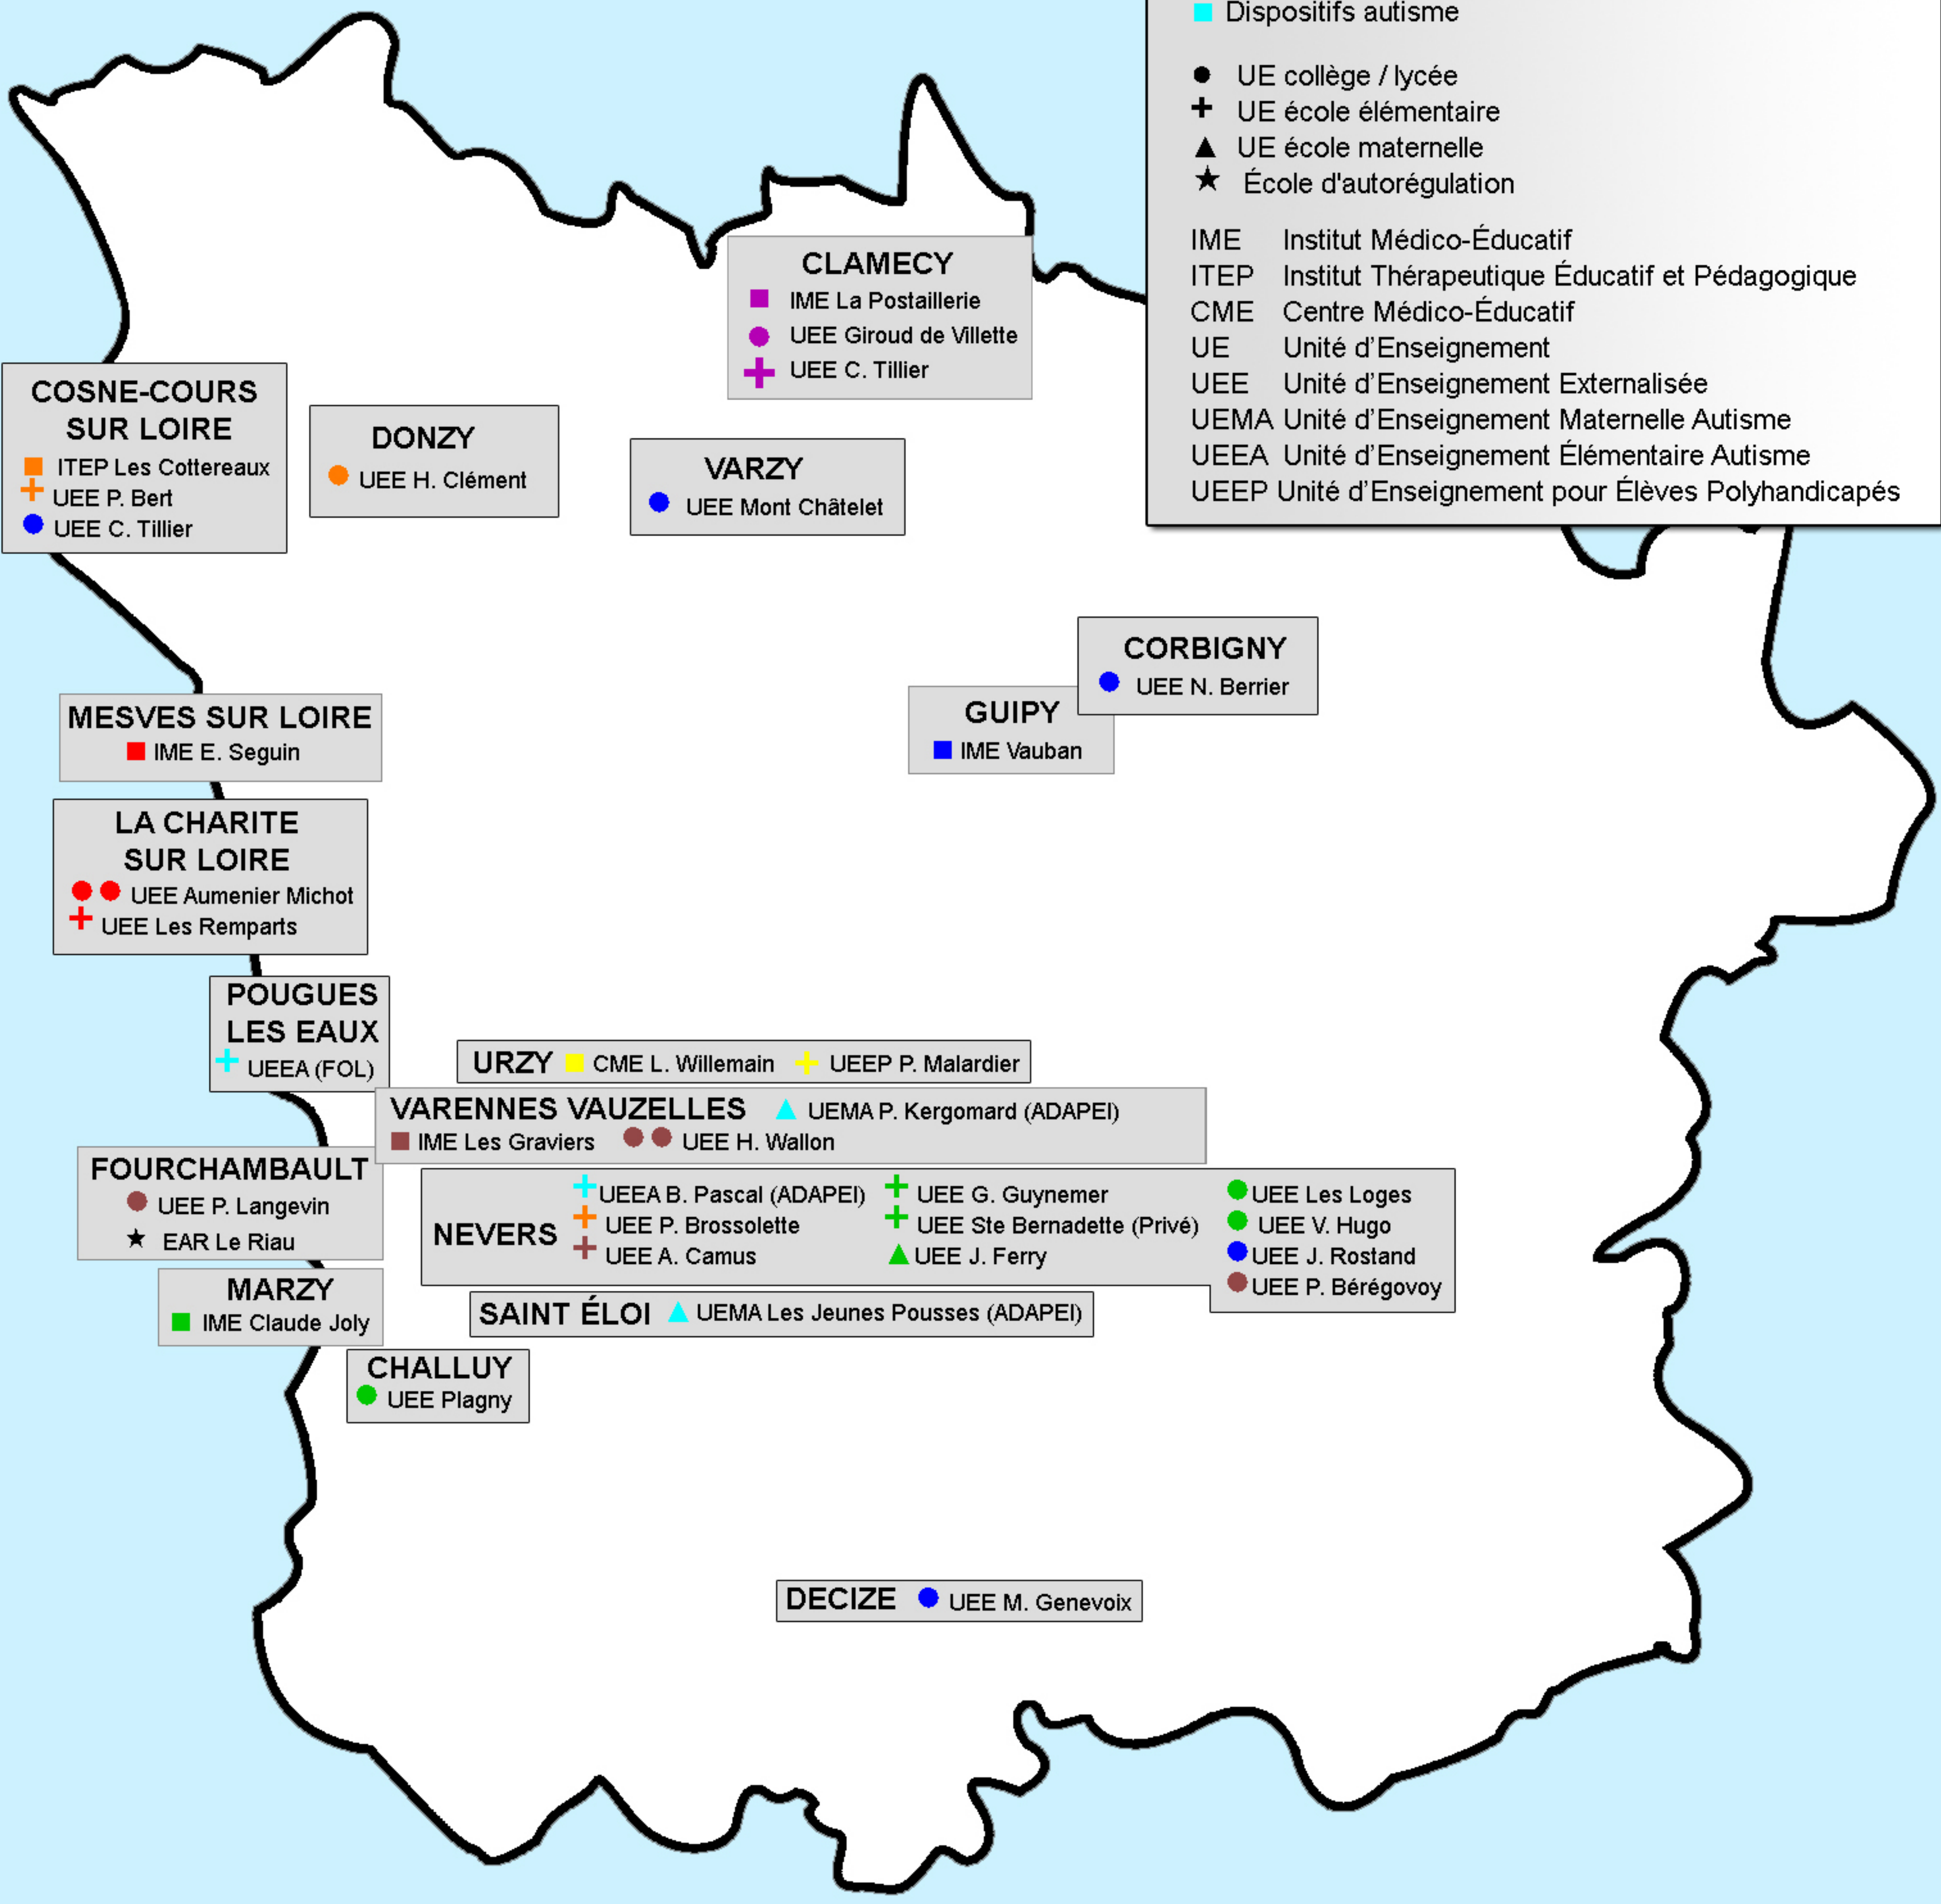 Dispositifs autisme
UE collège / lycée
UE école élémentaire
UE école maternelle
École d'autorégulation
IME Institut Médico-Éducatif
ITEP Institut Thérapeutique Éducatif et Pédagogique
CME Centre Médico-Éducatif
UE Unité d'Enseignement
UEE Unité d'Enseignement Externalisée
UEMA Unité d'Enseignement Maternelle Autisme
UEEA Unité d'Enseignement Élémentaire Autisme
UEEP Unité d'Enseignement pour Élèves Polyhandicapés
CLAMECY
IME La Postaillerie
UEE Giroud de Villette
UEE C. Tillier
COSNE-COURS
SUR LOIRE
ITEP Les Cottereaux
UEE P. Bert
UEE C. Tillier
DONZY
UEE H. Clément
VARZY
UEE Mont Châtelet
CORBIGNY
UEE N. Berrier
GUIPY
IME Vauban
MESVES SUR LOIRE
IME E. Seguin
LA CHARITE
SUR LOIRE
UEE Aumenier Michot
UEE Les Remparts
POUGUES
LES EAUX
UEEA (FOL)
URZY CME L. Willemain UEEP P. Malardier
VARENNES VAUZELLES UEMA P. Kergomard (ADAPEI)
IME Les Graviers UEE H. Wallon
FOURCHAMBAULT
UEE P. Langevin
EAR Le Riau
NEVERS
UEEA B. Pascal (ADAPEI)
UEE P. Brossolette
UEE A. Camus
UEE G. Guynemer
UEE Ste Bernadette (Privé)
UEE J. Ferry
UEE Les Loges
UEE V. Hugo
UEE J. Rostand
UEE P. Bérégovoy
MARZY
IME Claude Joly
SAINT ÉLOI UEMA Les Jeunes Pousses (ADAPEI)
CHALLUY
UEE Plagny
DECIZE UEE M. Genevoix